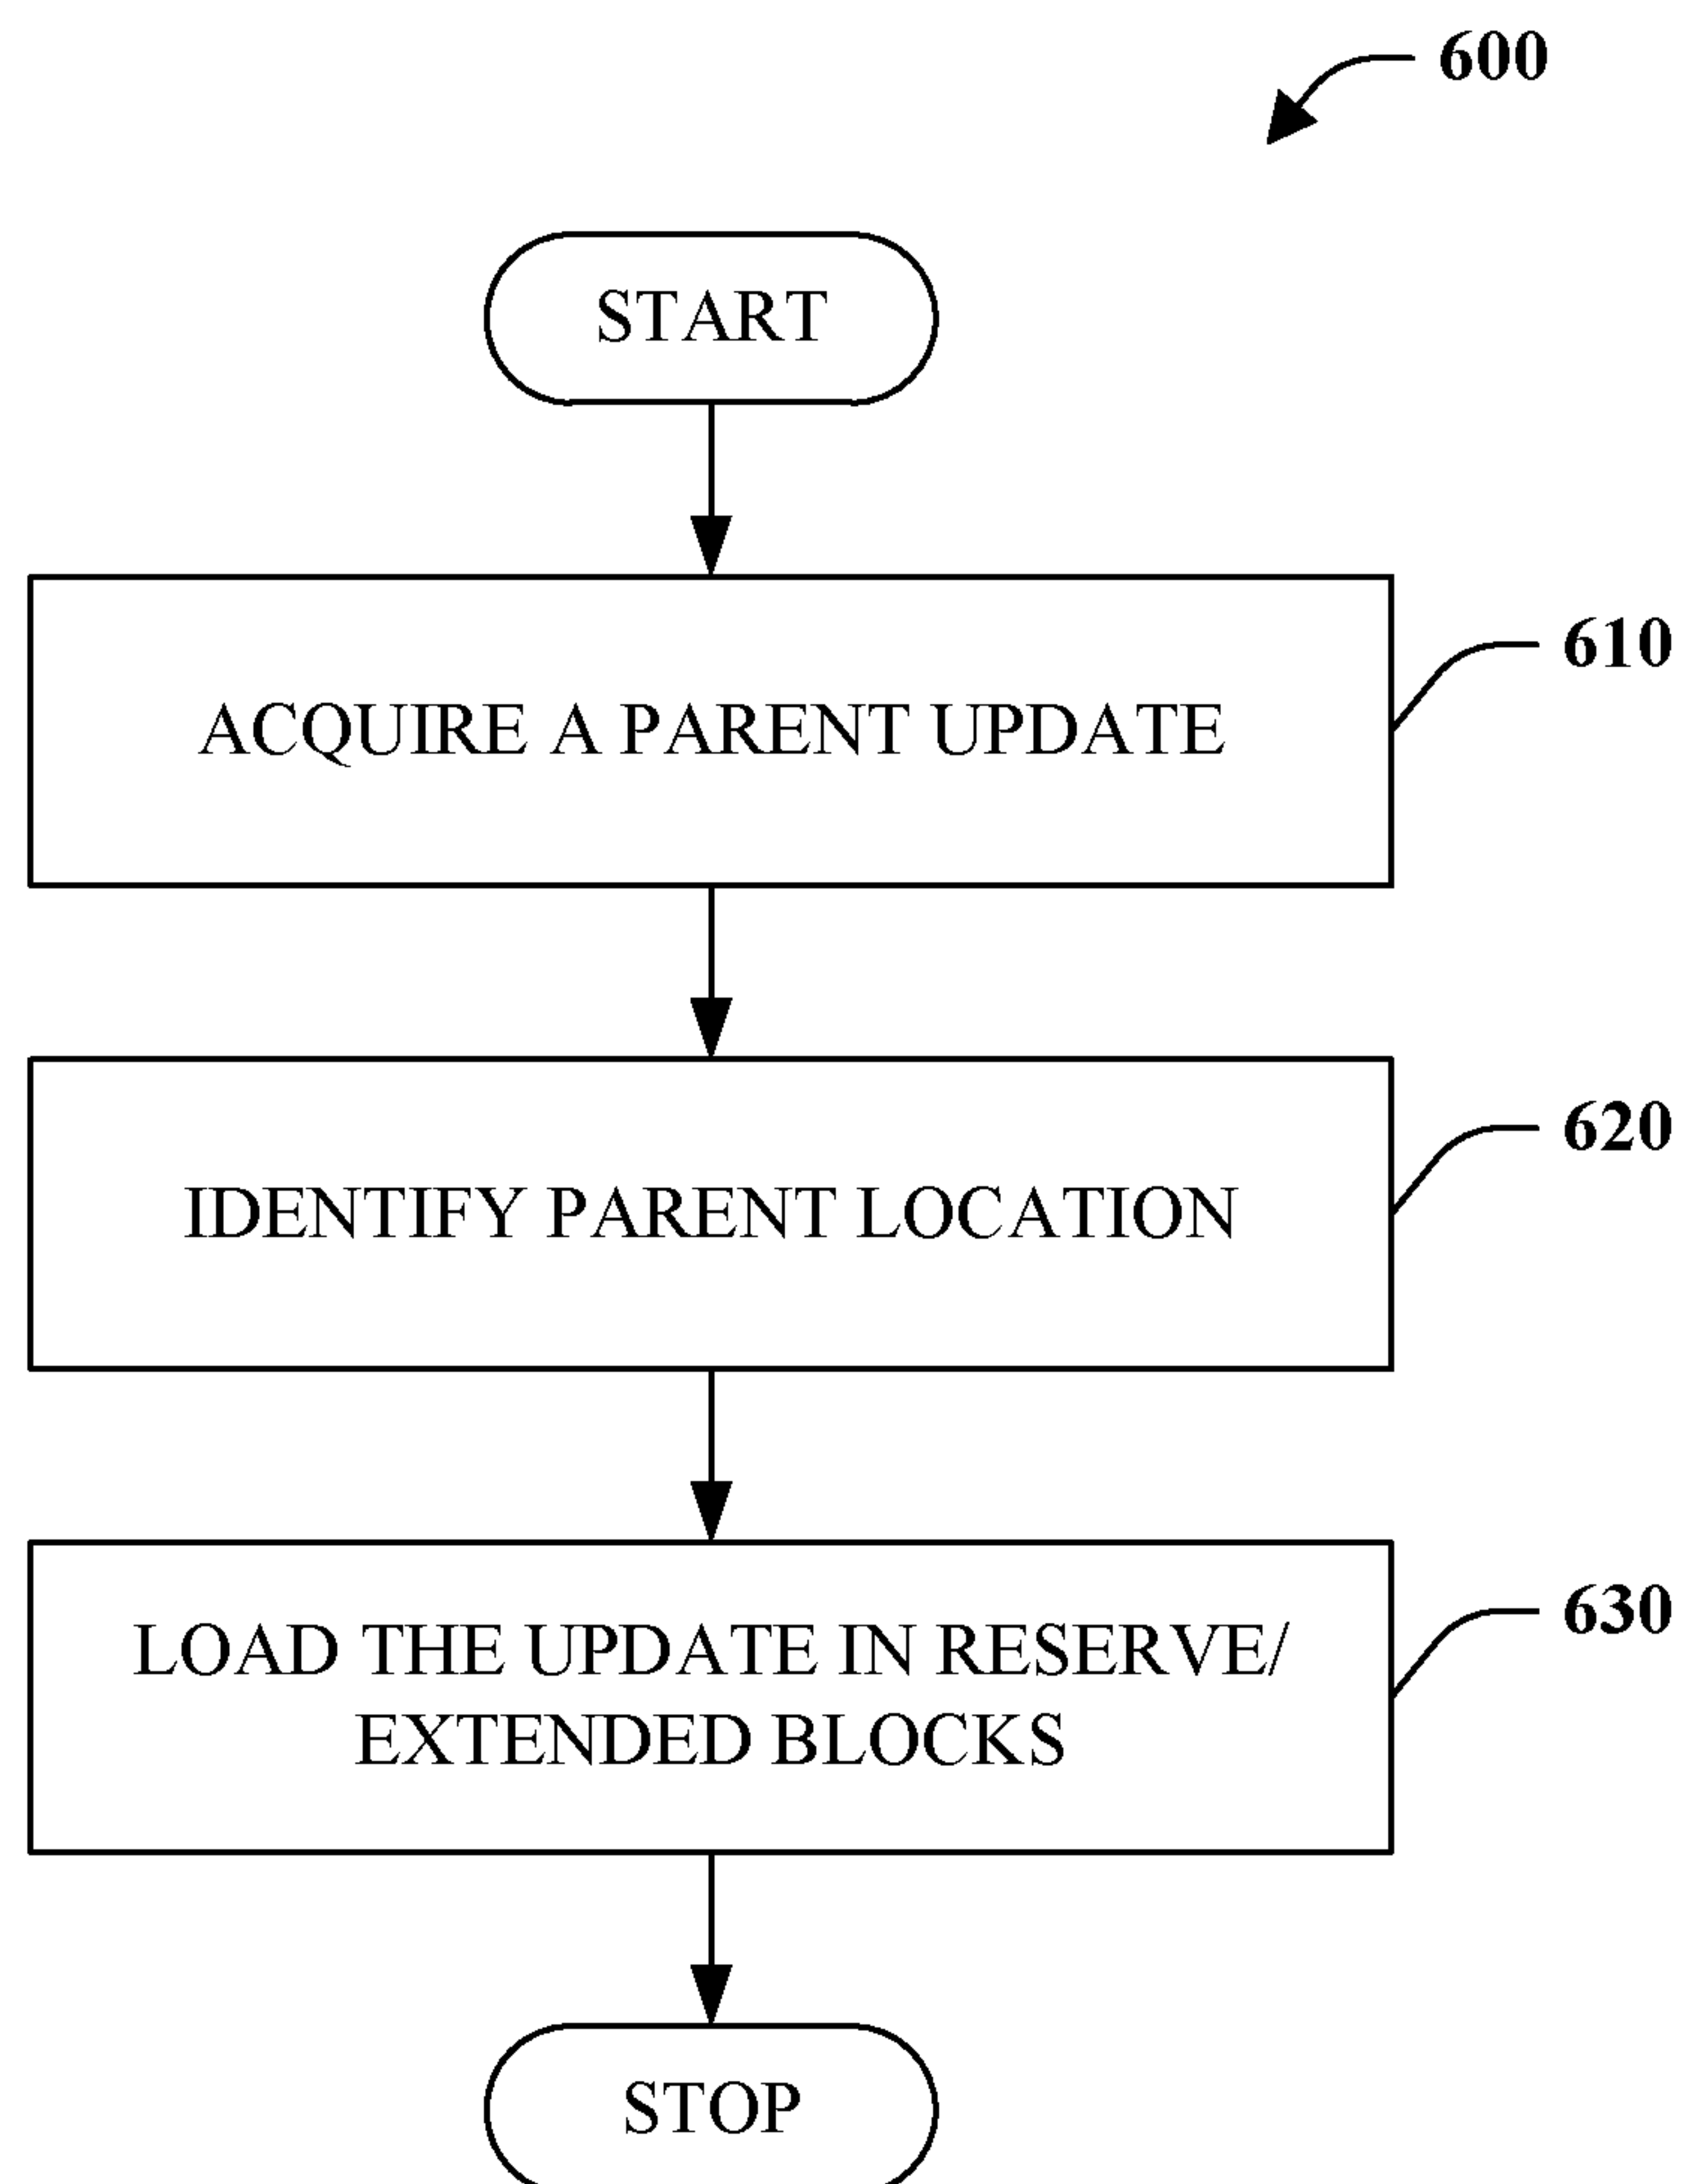 600
START
ACQUIRE A PARENT UPDATE
610
IDENTIFY PARENT LOCATION
620
LOAD THE UPDATE IN RESERVE/
EXTENDED BLOCKS
630
STOP